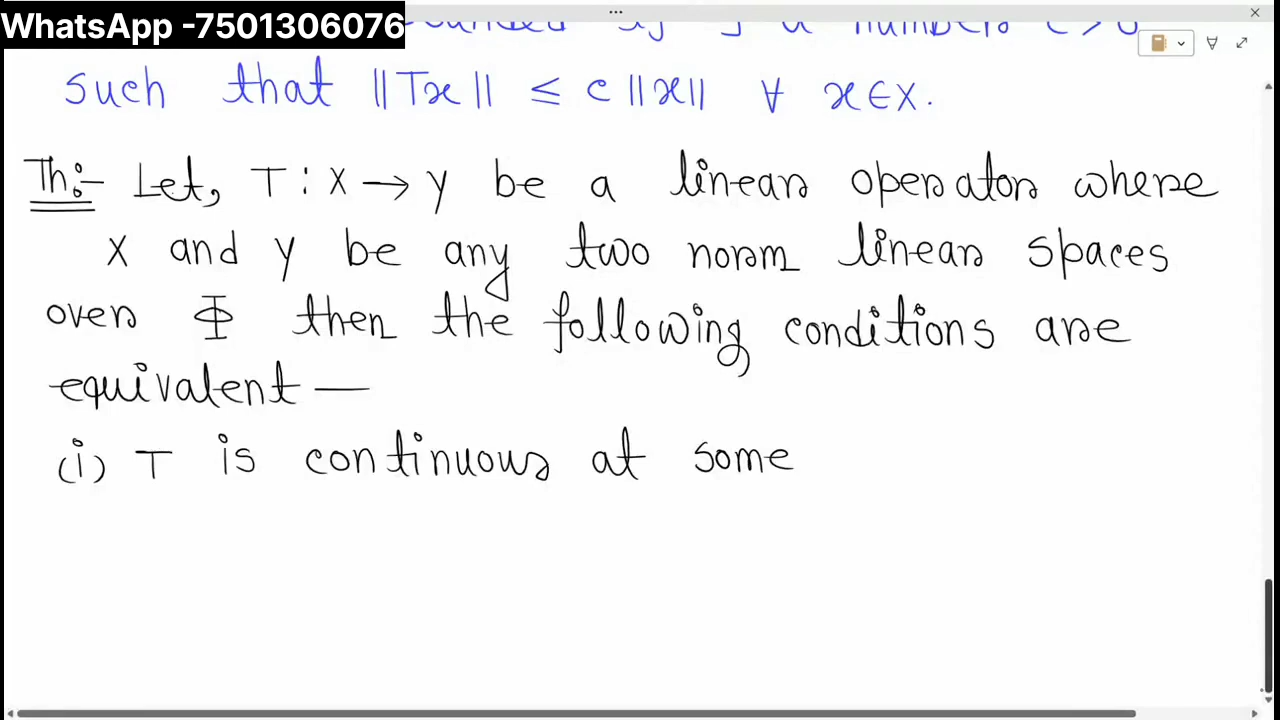 WhatsApp -7501306076
such that ||Tx|| ≤ c ||x|| ∀ x∈X.
Th:- Let, T : X → Y be a linear operator where
X and Y be any two norm linear spaces
over Φ then the following conditions are
equivalent —
(i) T is continuous at some